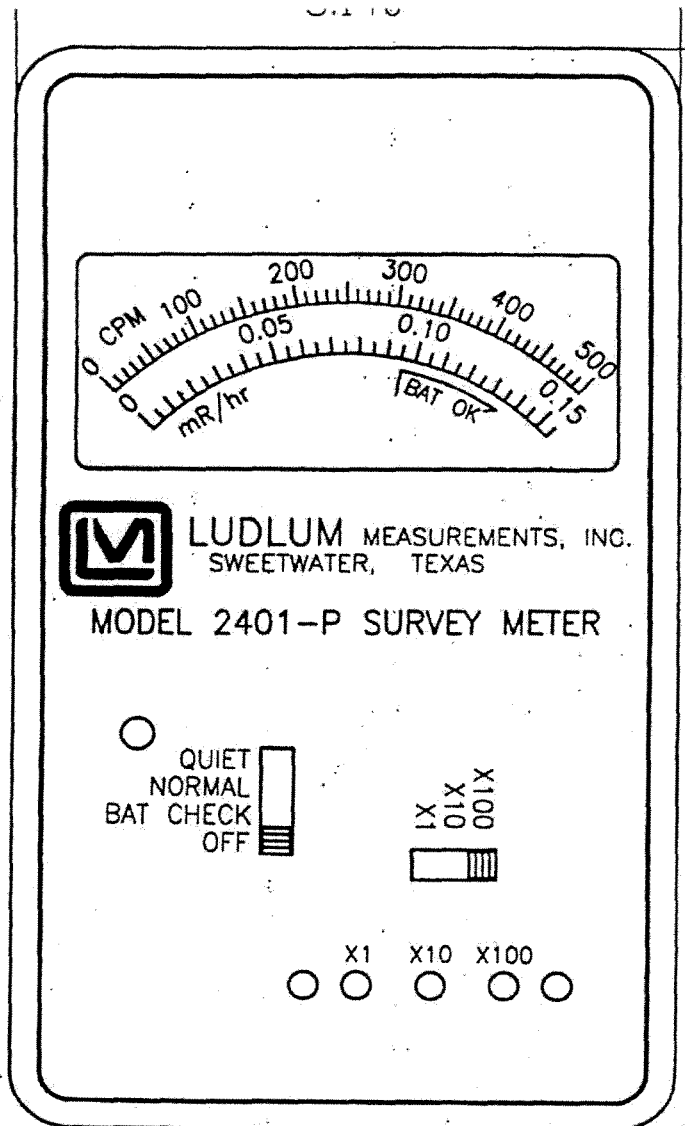 0 CPM 100 200 300 400 500
0 mR/hr 0.05 0.10 0.15
BAT OK
LM LUDLUM MEASUREMENTS, INC.
SWEETWATER, TEXAS
MODEL 2401-P SURVEY METER
QUIET
NORMAL
BAT CHECK
OFF
X1
X10
X100
X1 X10 X100